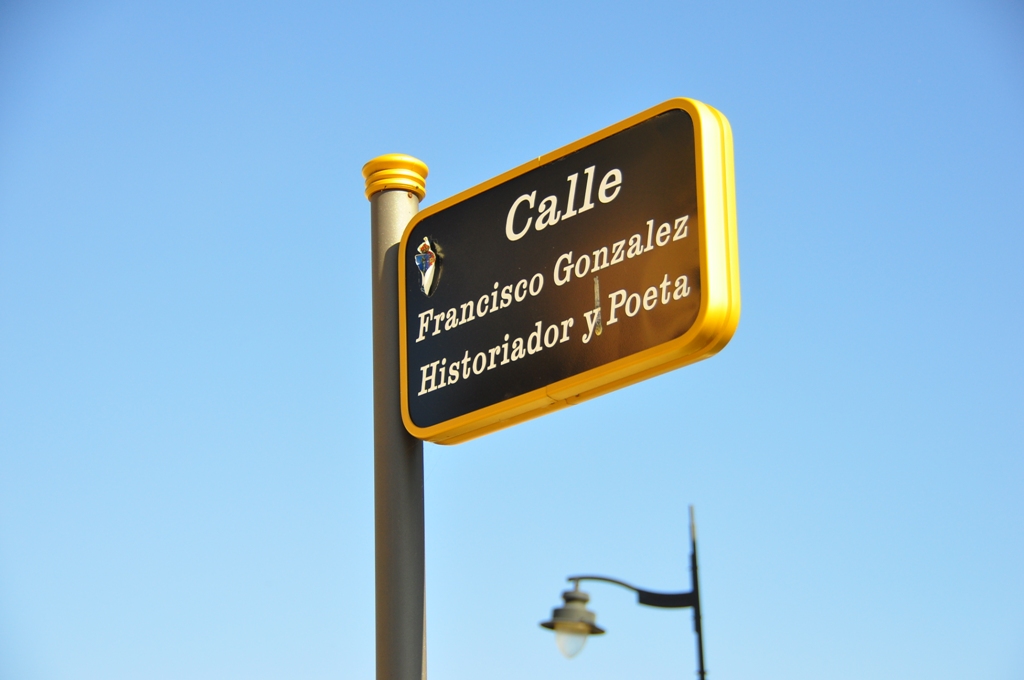 Calle
Francisco Gonzalez
Historiador y Poeta